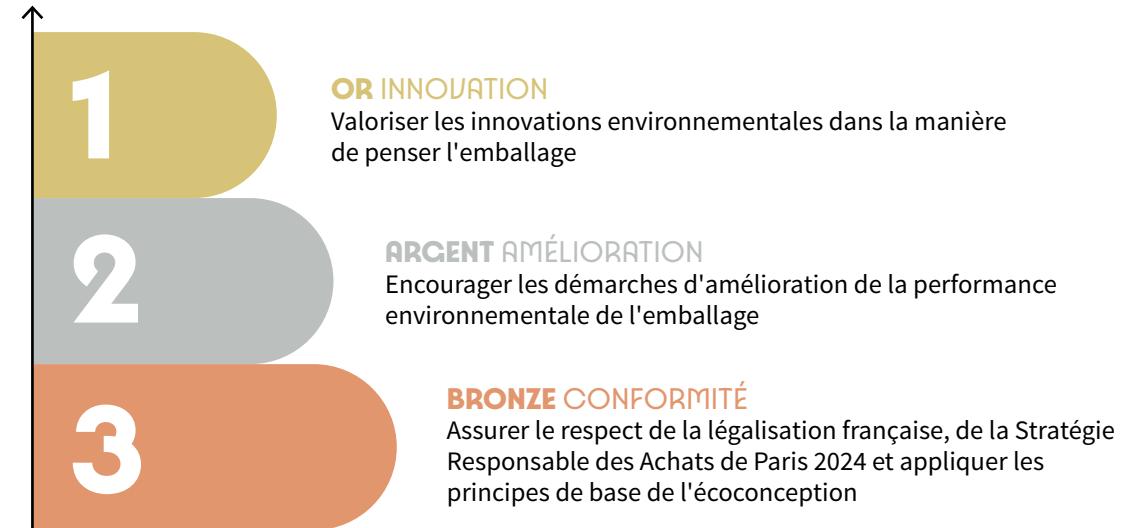 1
OR INNOVATION
Valoriser les innovations environnementales dans la manière
de penser l'emballage
2
ARGENT AMÉLIORATION
Encourager les démarches d'amélioration de la performance
environnementale de l'emballage
3
BRONZE CONFORMITÉ
Assurer le respect de la légalisation française, de la Stratégie
Responsable des Achats de Paris 2024 et appliquer les
principes de base de l'écoconception